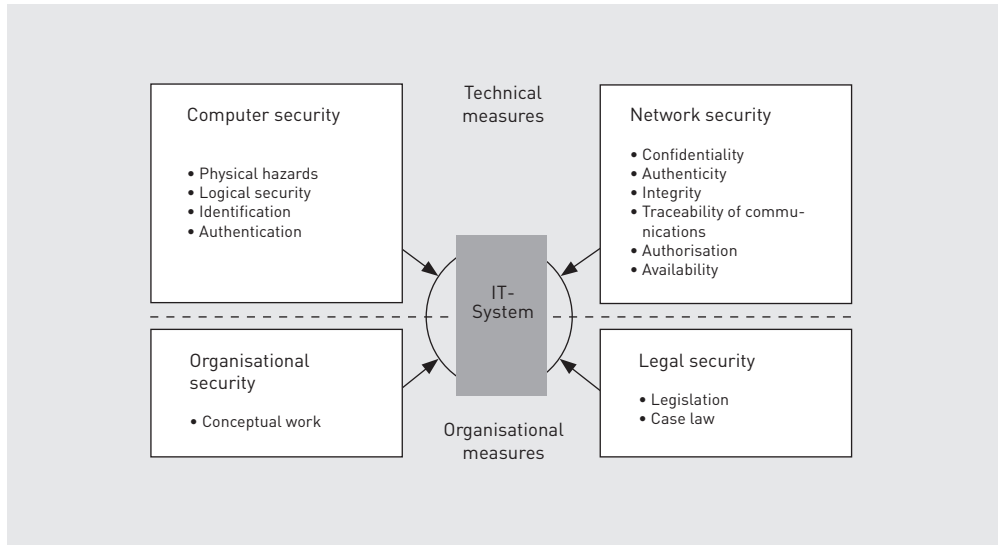 Computer security
• Physical hazards
• Logical security
• Identification
• Authentication
Technical
measures
Network security
• Confidentiality
• Authenticity
• Integrity
• Traceability of commu-
nications
• Authorisation
• Availability
IT-
System
Organisational
security
• Conceptual work
Organisational
measures
Legal security
• Legislation
• Case law